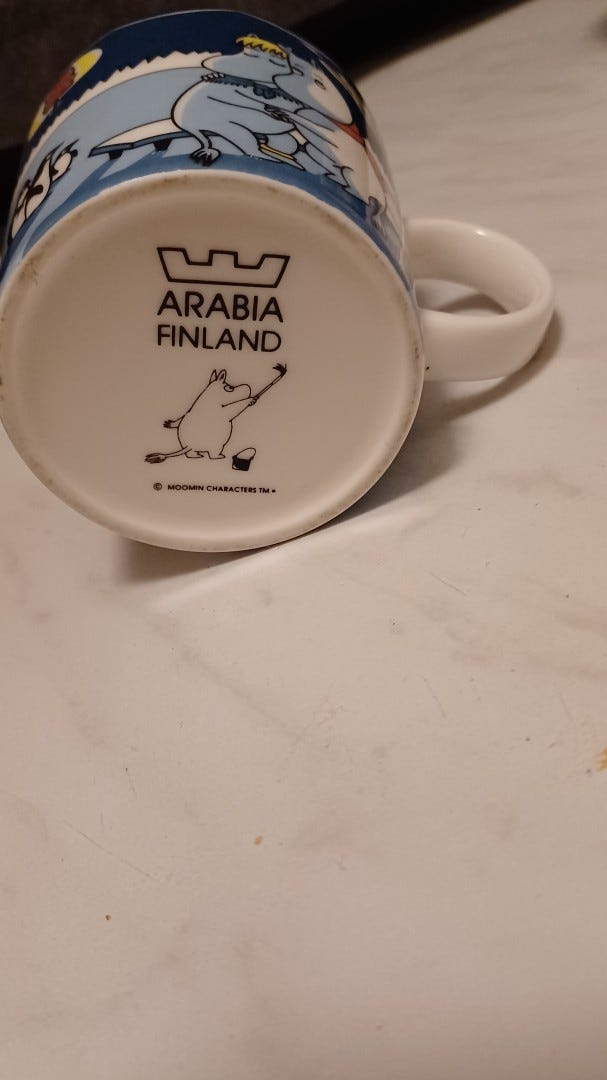 ARABIA
FINLAND
© MOOMIN CHARACTERS TM •